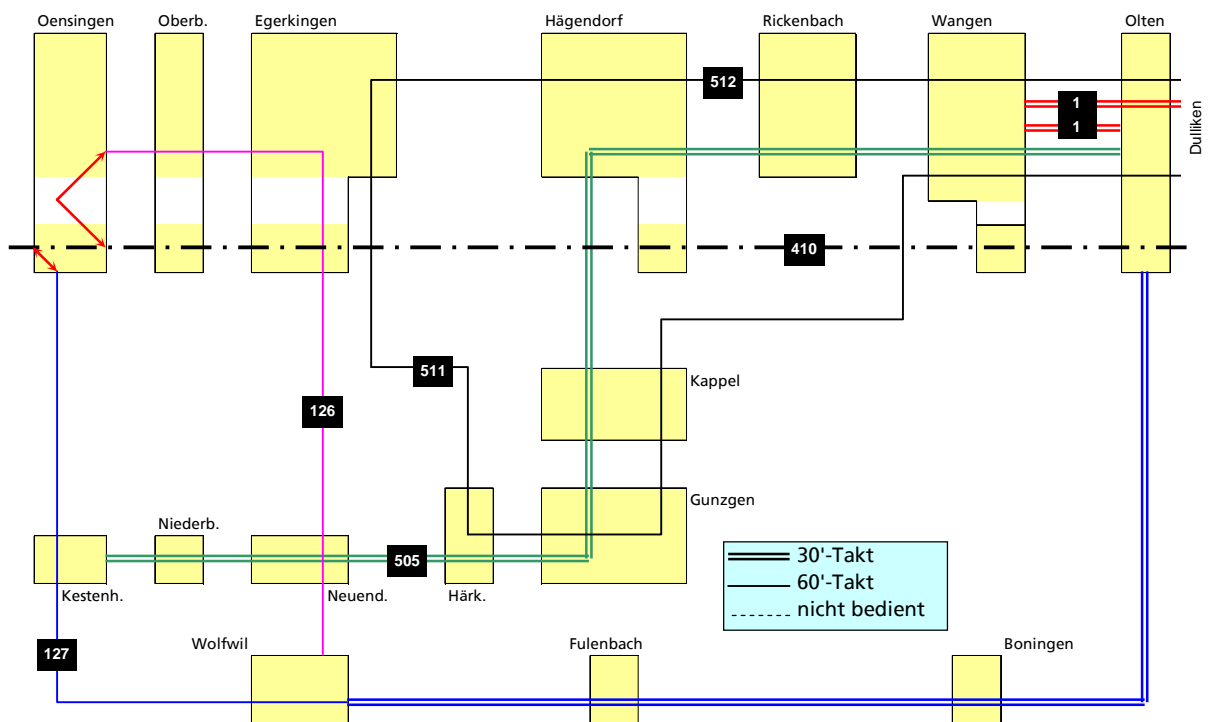 Oensingen
Oberb.
Egerkingen
Hägendorf
Rickenbach
Wangen
Olten
512
1
1
Dulliken
410
511
Kappel
126
Gunzgen
Niederb.
505
Kestenh.
Neuend.
Härk.
30'-Takt
60'-Takt
nicht bedient
127
Wolfwil
Fulenbach
Boningen